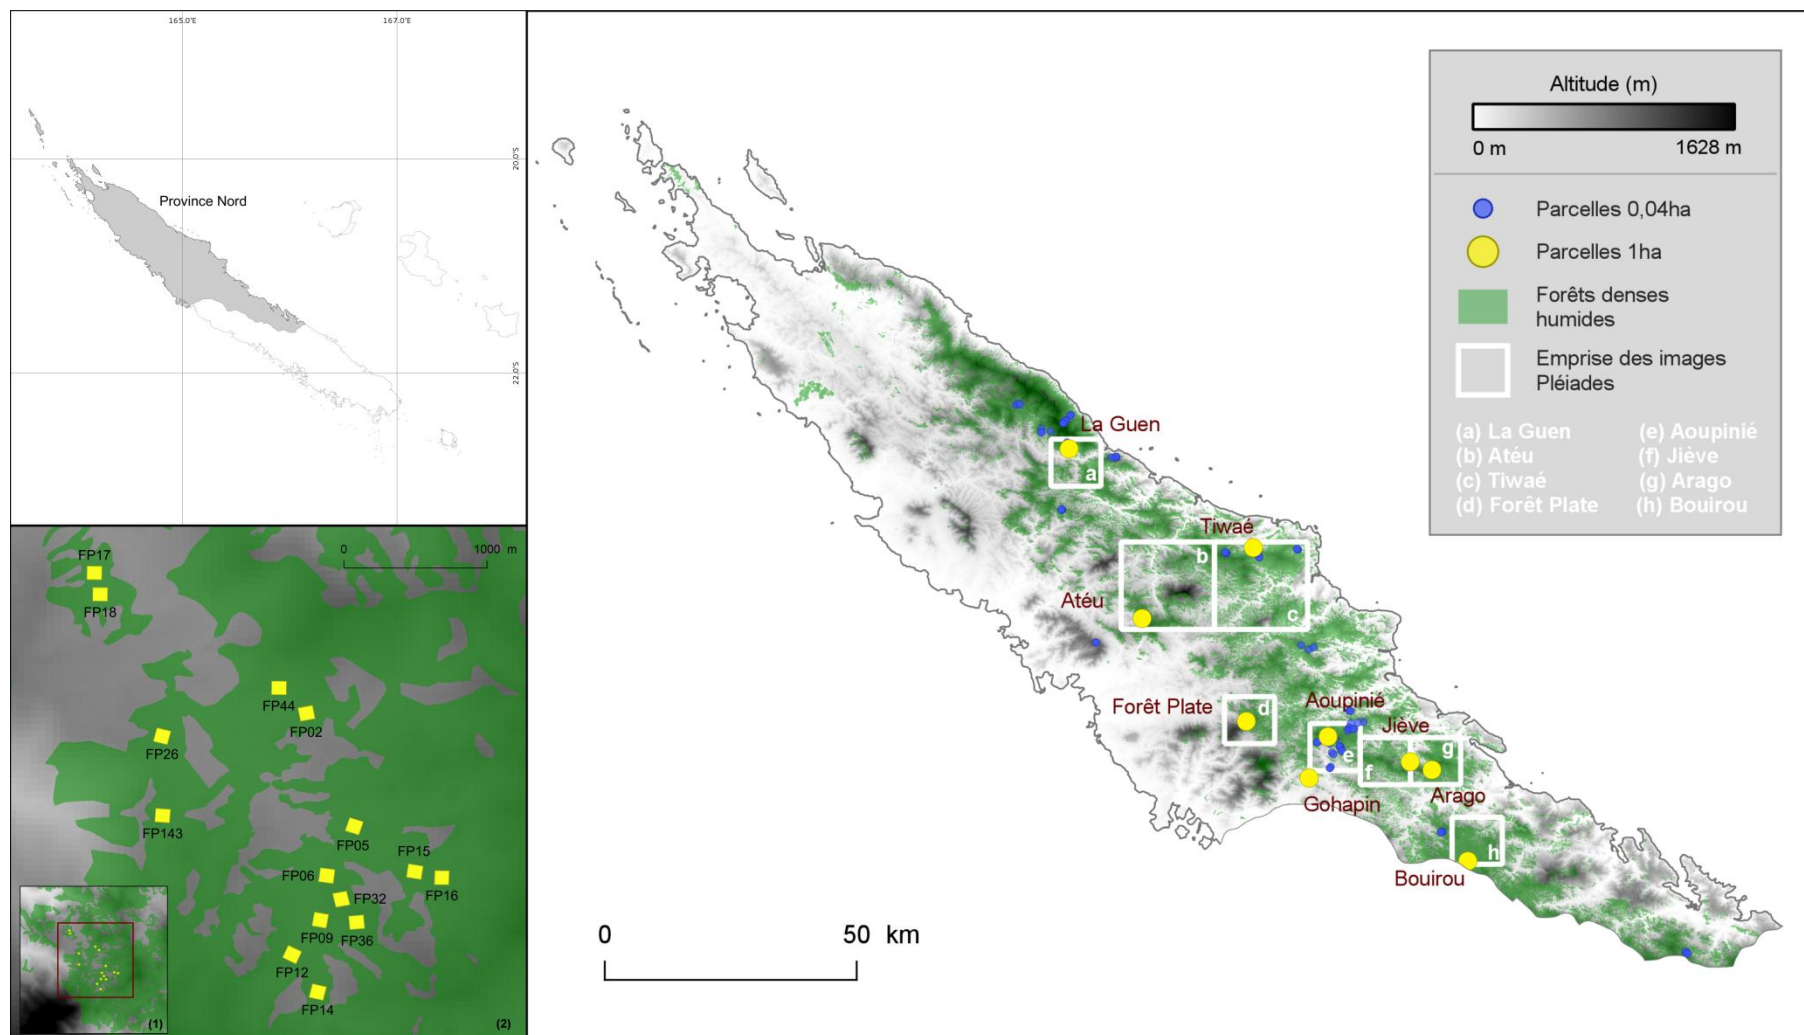 165.0°E
167.0°E
20.0°S
22.0°S
Province Nord
0
1000 m
FP17
FP18
FP44
FP02
FP26
FP143
FP05
FP15
FP06
FP16
FP32
FP09
FP36
FP12
FP14
(1)
(2)
Altitude (m)
0 m
1628 m
Parcelles 0,04ha
Parcelles 1ha
Forêts denses
humides
Emprise des images
Pléiades
(a) La Guen
(e) Aoupinié
(b) Atéu
(f) Jiève
(c) Tiwaé
(g) Arago
(d) Forêt Plate
(h) Bouirou
La Guen
a
Tiwaé
b
Atéu
c
Forêt Plate
d
Aoupinié
Jiève
g
e
f
Gohapin
Arago
h
Bouirou
0
50 km